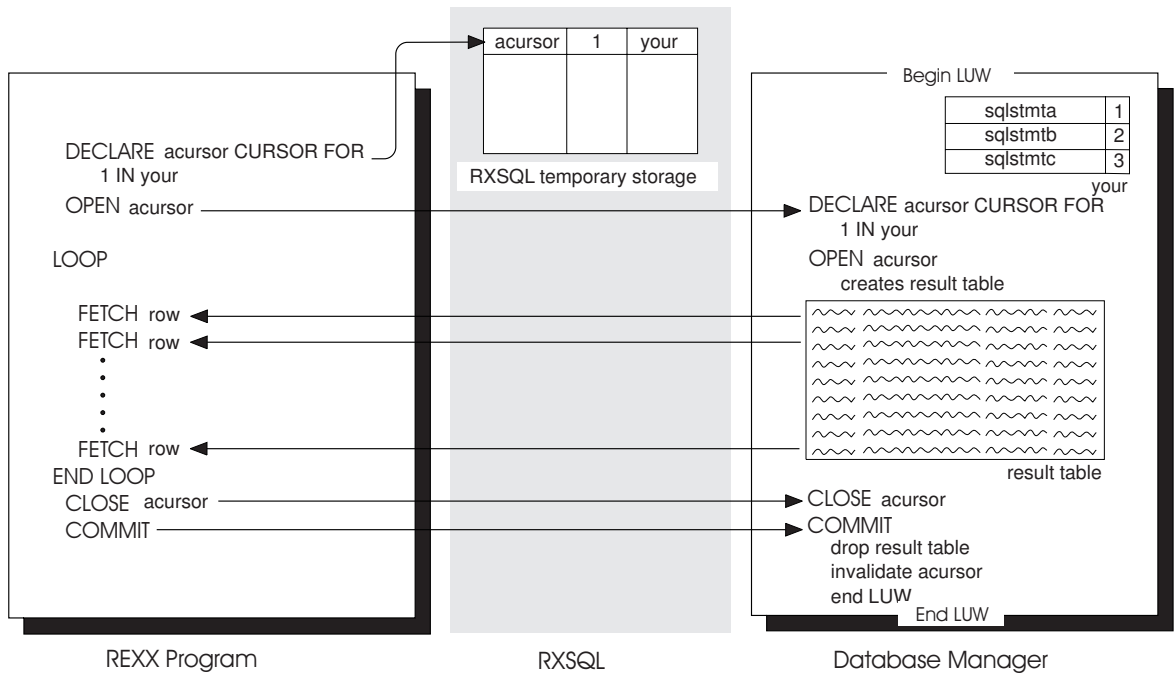 acursor 1 your
RXSQL temporary storage
DECLARE acursor CURSOR FOR
1 IN your
OPEN acursor
LOOP
FETCH row
FETCH row
FETCH row
END LOOP
CLOSE acursor
COMMIT
Begin LUW
sqlstmta 1
sqlstmtb 2
sqlstmtc 3
your
DECLARE acursor CURSOR FOR
1 IN your
OPEN acursor
creates result table
result table
CLOSE acursor
COMMIT
drop result table
invalidate acursor
end LUW
End LUW
REXX Program
RXSQL
Database Manager